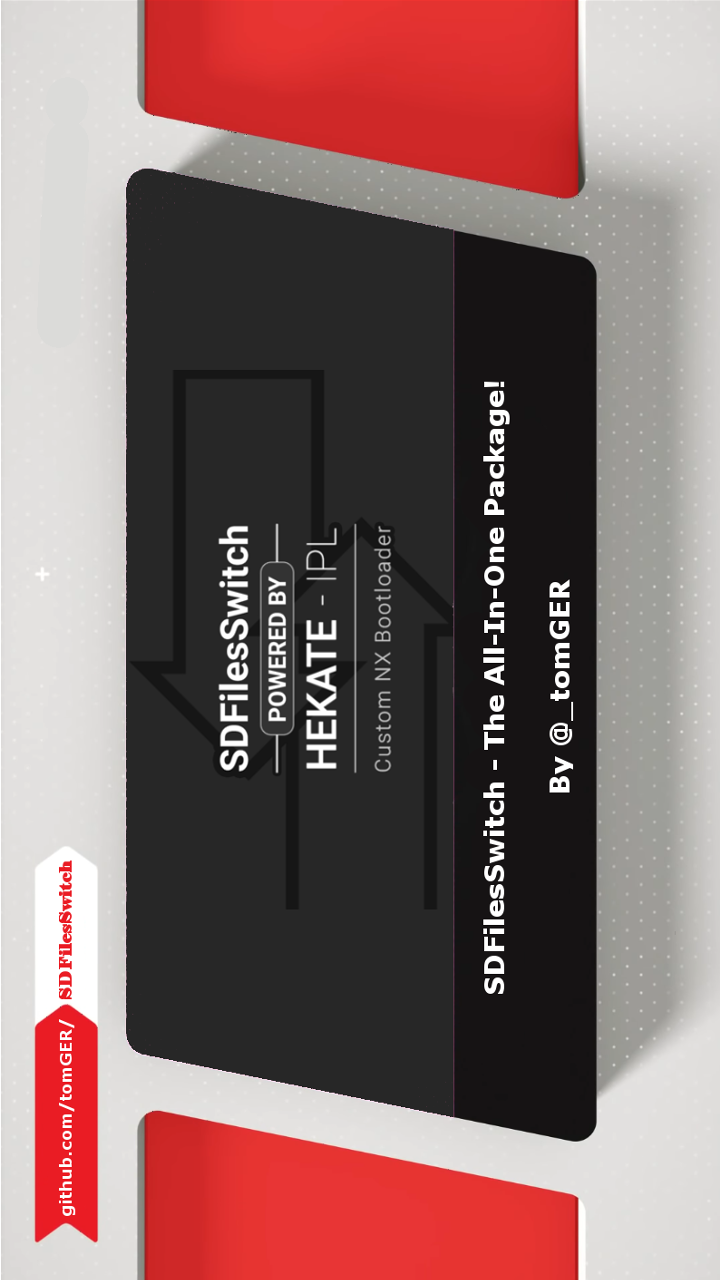 github.com/tomGER/ SDFilesSwitch
SDFilesSwitch
POWERED BY
HEKATE - IPL
Custom NX Bootloader
SDFilesSwitch - The All-In-One Package!
By @_tomGER